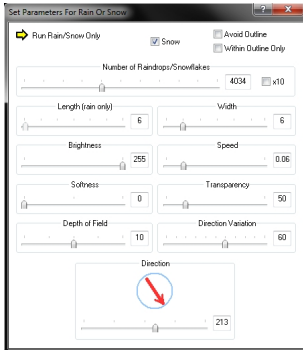 Set Parameters For Rain Or Snow
Run Rain/Snow Only
Snow
Avoid Outline
Within Outline Only
Number of Raindrops/Snowflakes
4034
x10
Length (rain only)
Width
6
6
Brightness
Speed
255
0.06
Softness
Transparency
0
50
Depth of Field
Direction Variation
10
60
Direction
213